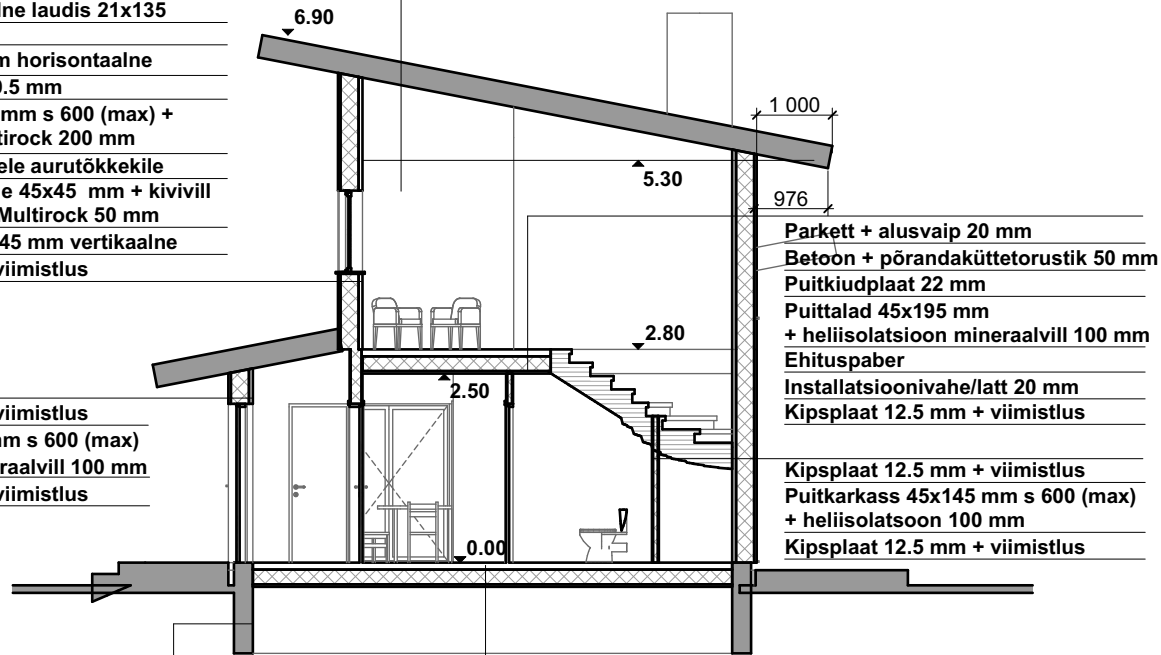 lne laudis 21x135
m horisontaalne
0.5 mm
mm s 600 (max) +
tirock 200 mm
ele aurutõkkekile
e 45x45 mm + kivivill
Multirock 50 mm
45 mm vertikaalne
viimistlus
viimistlus
mm s 600 (max)
raalvill 100 mm
viimistlus
6.90
5.30
2.80
2.50
0.00
1 000
976
Parkett + alusvaip 20 mm
Betoon + põrandaküttetorustik 50 mm
Puitkiudplaat 22 mm
Puittalad 45x195 mm
+ heliisolatsioon mineraalvill 100 mm
Ehituspaber
Installatsioonivahe/latt 20 mm
Kipsplaat 12.5 mm + viimistlus
Kipsplaat 12.5 mm + viimistlus
Puitkarkass 45x145 mm s 600 (max)
+ heliisolatsoon 100 mm
Kipsplaat 12.5 mm + viimistlus